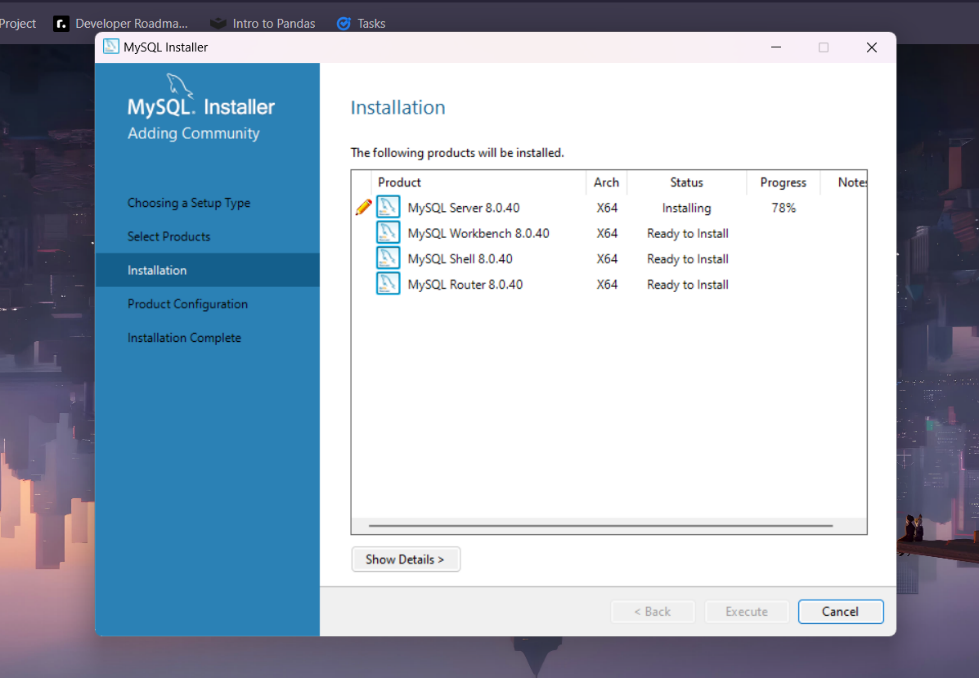 Project Developer Roadma... Intro to Pandas Tasks
MySQL Installer
MySQL. Installer
Adding Community
Choosing a Setup Type
Select Products
Installation
Product Configuration
Installation Complete
Installation
The following products will be installed.
Product Arch Status Progress Notes
MySQL Server 8.0.40 X64 Installing 78%
MySQL Workbench 8.0.40 X64 Ready to Install
MySQL Shell 8.0.40 X64 Ready to Install
MySQL Router 8.0.40 X64 Ready to Install
Show Details >
< Back Execute Cancel